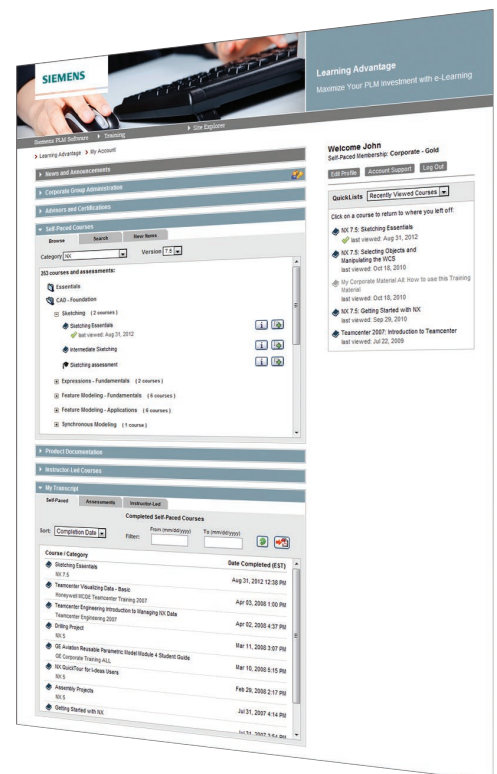 SIEMENS
Learning Advantage
Maximize Your PLM Investment with e-Learning
Siemens PLM Software > Training
> Site Explorer
> Learning Advantage > My Account
News and Announcements
Corporate Group Administration
Advisors and Certifications
Self-Paced Courses
Browse Search New Items
Category NX Version 7.5
263 courses and assessments:
Essentials
CAD - Foundation
Sketching (2 courses)
Sketching Essentials
last viewed: Aug 31, 2012
Intermediate Sketching
Sketching assessment
Expressions - Fundamentals (2 courses)
Feature Modeling - Fundamentals (6 courses)
Feature Modeling - Applications (6 courses)
Synchronous Modeling (1 course)
Product Documentation
Instructor-Led Courses
My Transcript
Self-Paced Assessments Instructor-Led
Completed Self-Paced Courses
Sort: Completion Date Filter: From (mm/dd/yyyy) To (mm/dd/yyyy)
Course / Category Date Completed (EST)
Sketching Essentials
NX 7.5
Aug 31, 2012 12:38 PM
Teamcenter Visualizing Data - Basic
Honeywell MCOE Teamcenter Training 2007
Apr 03, 2008 1:00 PM
Teamcenter Engineering Introduction to Managing NX Data
Teamcenter Engineering 2007
Apr 02, 2008 4:37 PM
Drilling Project
NX 5
Mar 11, 2008 3:07 PM
GE Aviation Reusable Parametric Model Module 4 Student Guide
GE Corporate Training ALL
Mar 10, 2008 5:15 PM
NX QuickTour for I-deas Users
NX 5
Feb 29, 2008 2:17 PM
Assembly Projects
NX 5
Jul 31, 2007 4:14 PM
Getting Started with NX
Jul 31, 2007 3:54 PM
Welcome John
Self-Paced Membership: Corporate - Gold
Edit Profile Account Support Log Out
QuickLists Recently Viewed Courses
Click on a course to return to where you left off:
NX 7.5: Sketching Essentials
last viewed: Aug 31, 2012
NX 7.5: Selecting Objects and
Manipulating the WCS
last viewed: Oct 18, 2010
My Corporate Material All: How to use this Training
Material
last viewed: Oct 18, 2010
NX 7.5: Getting Started with NX
last viewed: Sep 29, 2010
Teamcenter 2007: Introduction to Teamcenter
last viewed: Jul 22, 2009